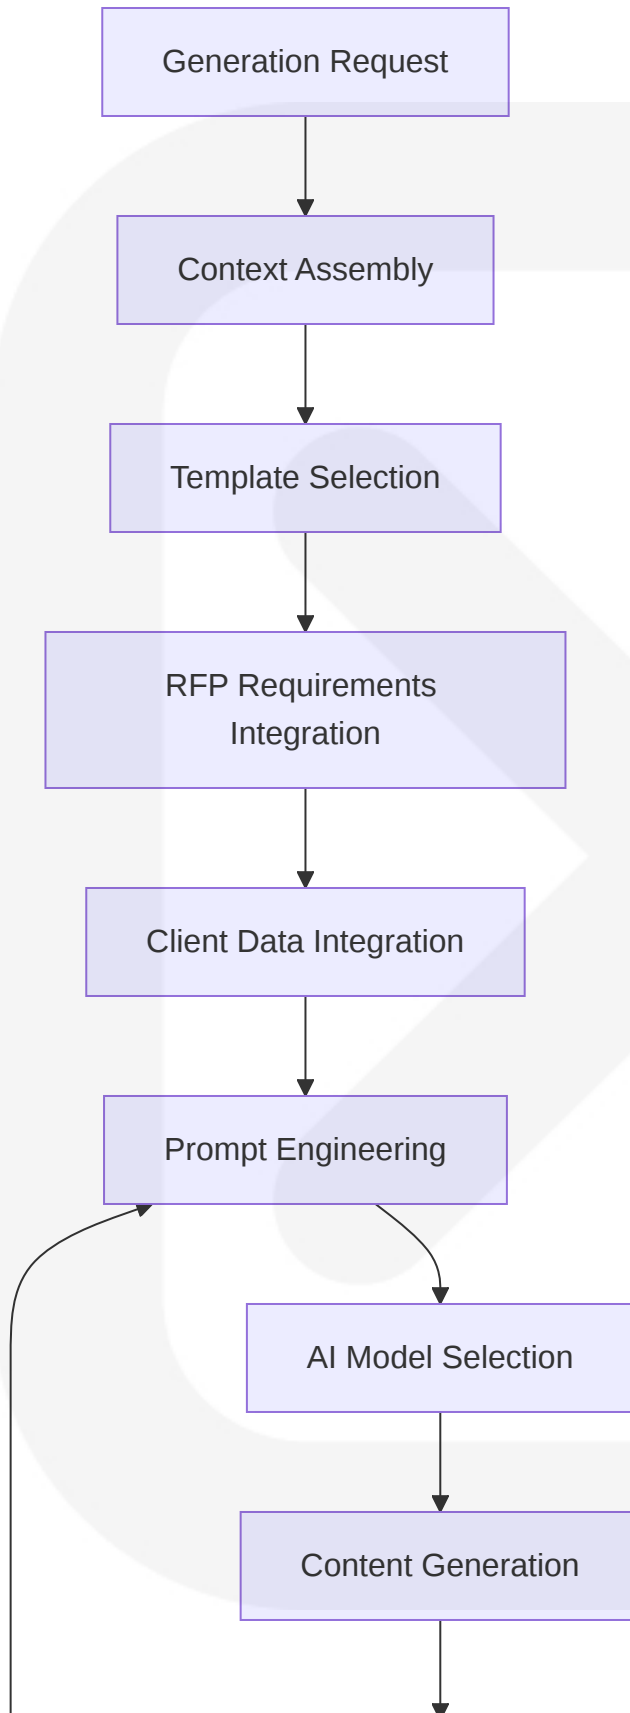 Generation Request
Context Assembly
Template Selection
RFP Requirements
Integration
Client Data Integration
Prompt Engineering
AI Model Selection
Content Generation